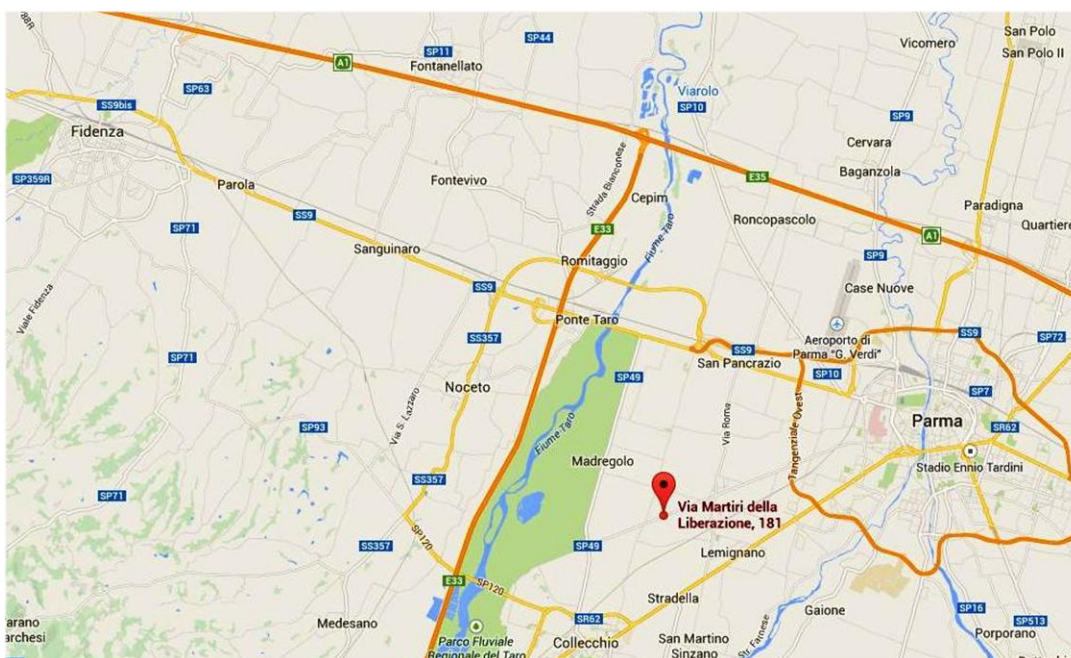 SP44
San Polo
San Polo II
Vicomero
SP11
Fontanellato
A1
SP63
Viarolo
SP10
SS9bis
Fidenza
SP9
Cervara
Baganzola
SP359R
Parola
Fontevivo
Strada Bianconese
Cepim
E35
Paradigna
Roncopascolo
Quartiere
SS9
SP71
E33
Fiume Taro
A1
Sanguinaro
Romitaggio
SP9
Case Nuove
SS9
Viale Fidenza
SS357
Ponte Taro
Aeroporto di
Parma "G. Verdi"
SS9
SP72
SS9
San Pancrazio
SP10
SP71
SP49
SP7
Noceto
Via S. Lazzaro
Via Roma
Tangenziale Ovest
Fiume Taro
Parma
SR62
SP93
Madregolo
Stadio Ennio Tardini
SS357
SP71
Via Martiri della
Liberazione, 181
SP120
SS357
SP49
Lemignano
E33
SP120
Stradella
Medesano
SR62
Str. Farnese
Gaione
SP16
SP513
Porporano
Parco Fluviale
Regionale del Taro
Collecchio
San Martino
Sinzano